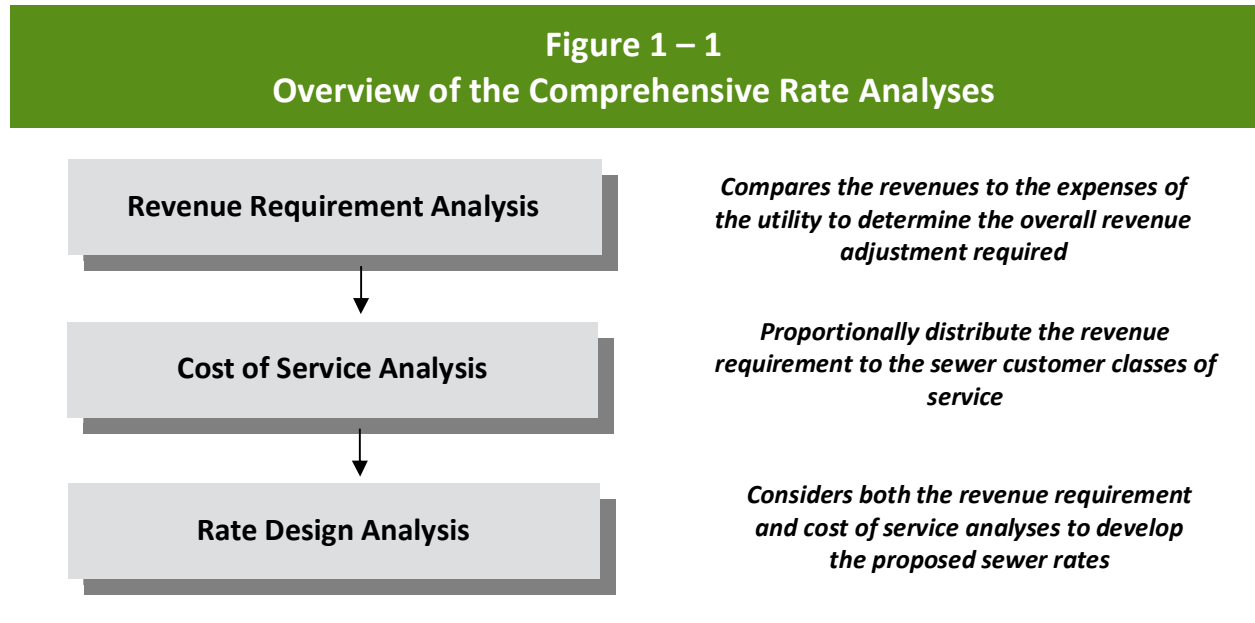 Figure 1 – 1
Overview of the Comprehensive Rate Analyses
Revenue Requirement Analysis
Compares the revenues to the expenses of
the utility to determine the overall revenue
adjustment required
Cost of Service Analysis
Proportionally distribute the revenue
requirement to the sewer customer classes of
service
Rate Design Analysis
Considers both the revenue requirement
and cost of service analyses to develop
the proposed sewer rates